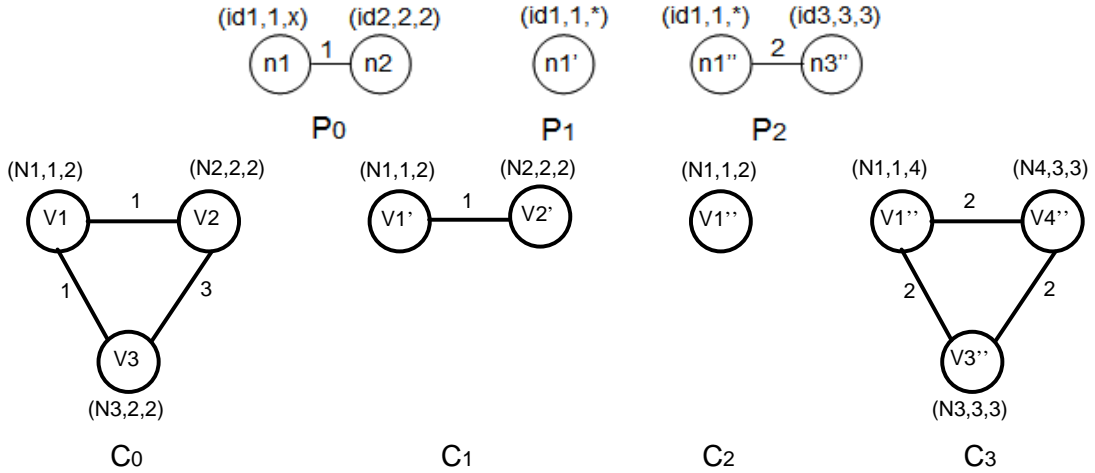 (id1,1,x) (id2,2,2) (id1,1,*) (id1,1,*) (id3,3,3)
n1 1 n2 n1' n1'' 2 n3''
P0 P1 P2
(N1,1,2) (N2,2,2) (N1,1,2) (N2,2,2) (N1,1,2) (N1,1,4) (N4,3,3)
V1 1 V2 V1’ 1 V2’ V1’’ V1’’ 2 V4’’
1 3 2 2
V3 V3’’
(N3,2,2) (N3,3,3)
C0 C1 C2 C3